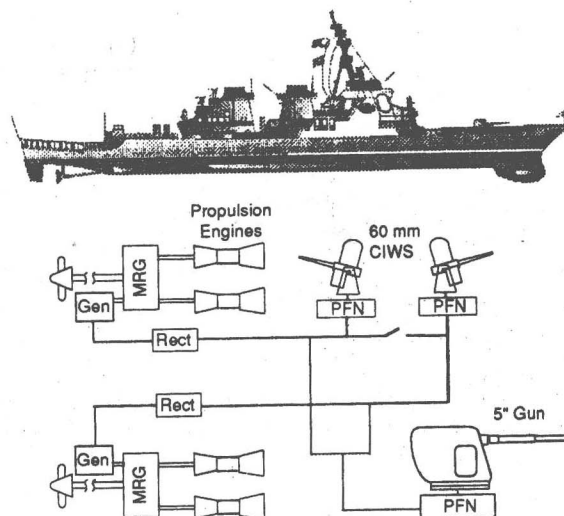 Propulsion
Engines
60 mm
CIWS
MRG
Gen
PFN
PFN
Rect
Rect
5" Gun
Gen
MRG
PFN